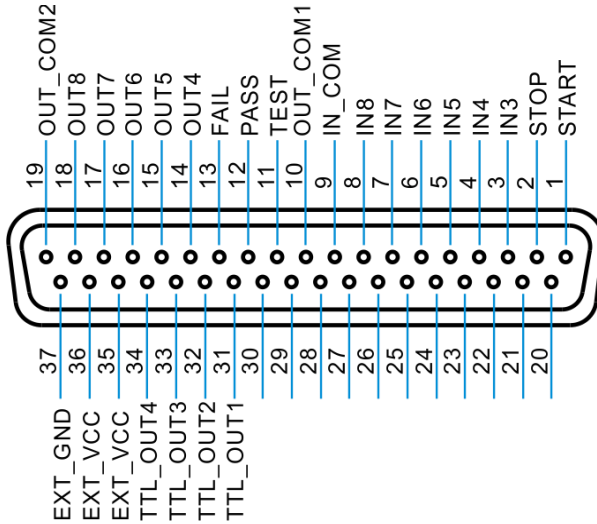 19 OUT_COM2
18 OUT8
17 OUT7
16 OUT6
15 OUT5
14 OUT4
13 FAIL
12 PASS
11 TEST
10 OUT_COM1
9 IN_COM
8 IN8
7 IN7
6 IN6
5 IN5
4 IN4
3 IN3
2 STOP
1 START
EXT_GND 37
EXT_VCC 36
EXT_VCC 35
TTL_OUT4 34
TTL_OUT3 33
TTL_OUT2 32
TTL_OUT1 31
30
29
28
27
26
25
24
23
22
21
20